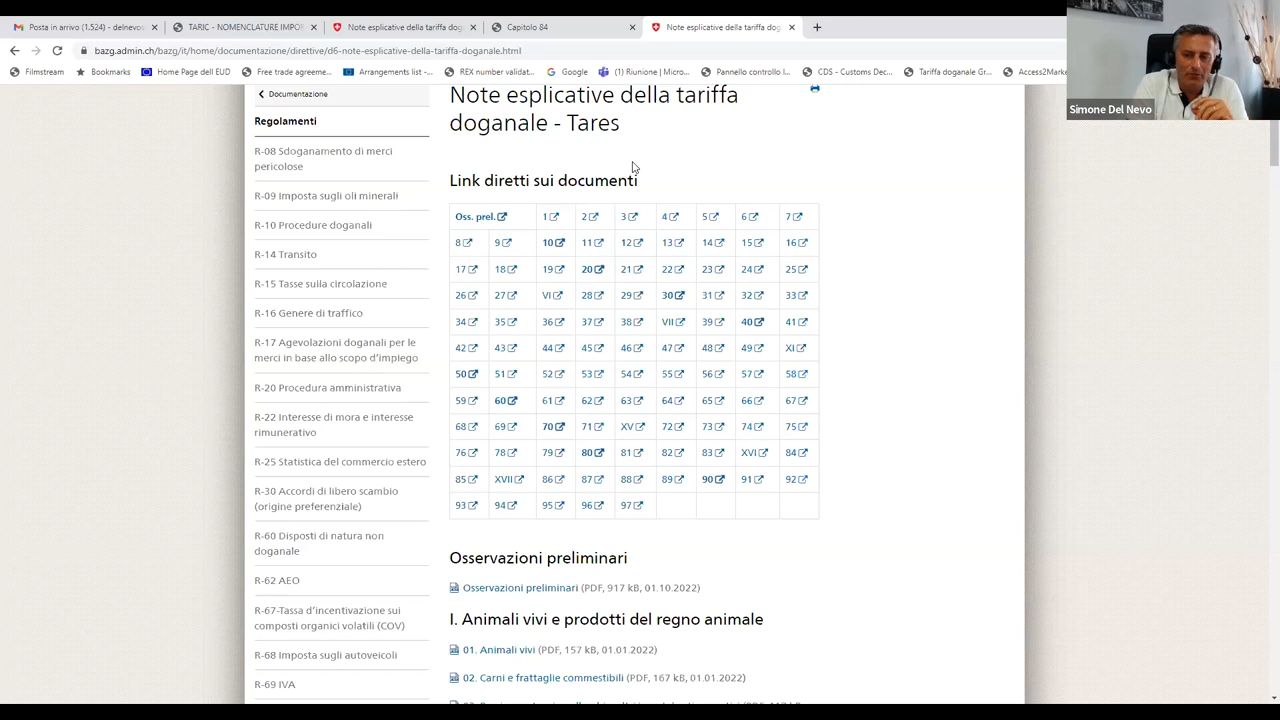 Posta in arrivo (1.524) - delnevos
TARIC - NOMENCLATURE IMPOR
Note esplicative della tariffa dog
Capitolo 84
Note esplicative della tariffa dog
bazg.admin.ch/bazg/it/home/documentazione/direttive/d6-note-esplicative-della-tariffa-doganale.html
Filmstream
Bookmarks
Home Page dell EUD
Free trade agreeme...
Arrangements list -...
REX number validat...
Google
(1) Riunione | Micro...
Pannello controllo I...
CDS - Customs Dec...
Tariffa doganale Gr...
Access2Marke
Simone Del Nevo
Documentazione
Regolamenti
R-08 Sdoganamento di merci
pericolose
R-09 Imposta sugli oli minerali
R-10 Procedure doganali
R-14 Transito
R-15 Tasse sulla circolazione
R-16 Genere di traffico
R-17 Agevolazioni doganali per le
merci in base allo scopo d'impiego
R-20 Procedura amministrativa
R-22 Interesse di mora e interesse
rimunerativo
R-25 Statistica del commercio estero
R-30 Accordi di libero scambio
(origine preferenziale)
R-60 Disposti di natura non
doganale
R-62 AEO
R-67-Tassa d'incentivazione sui
composti organici volatili (COV)
R-68 Imposta sugli autoveicoli
R-69 IVA
Note esplicative della tariffa
doganale - Tares
Link diretti sui documenti
Oss. prel. 1 2 3 4 5 6 7
8 9 10 11 12 13 14 15 16
17 18 19 20 21 22 23 24 25
26 27 VI 28 29 30 31 32 33
34 35 36 37 38 VII 39 40 41
42 43 44 45 46 47 48 49 XI
50 51 52 53 54 55 56 57 58
59 60 61 62 63 64 65 66 67
68 69 70 71 XV 72 73 74 75
76 78 79 80 81 82 83 XVI 84
85 XVII 86 87 88 89 90 91 92
93 94 95 96 97
Osservazioni preliminari
Osservazioni preliminari (PDF, 917 kB, 01.10.2022)
I. Animali vivi e prodotti del regno animale
01. Animali vivi (PDF, 157 kB, 01.01.2022)
02. Carni e frattaglie commestibili (PDF, 167 kB, 01.01.2022)